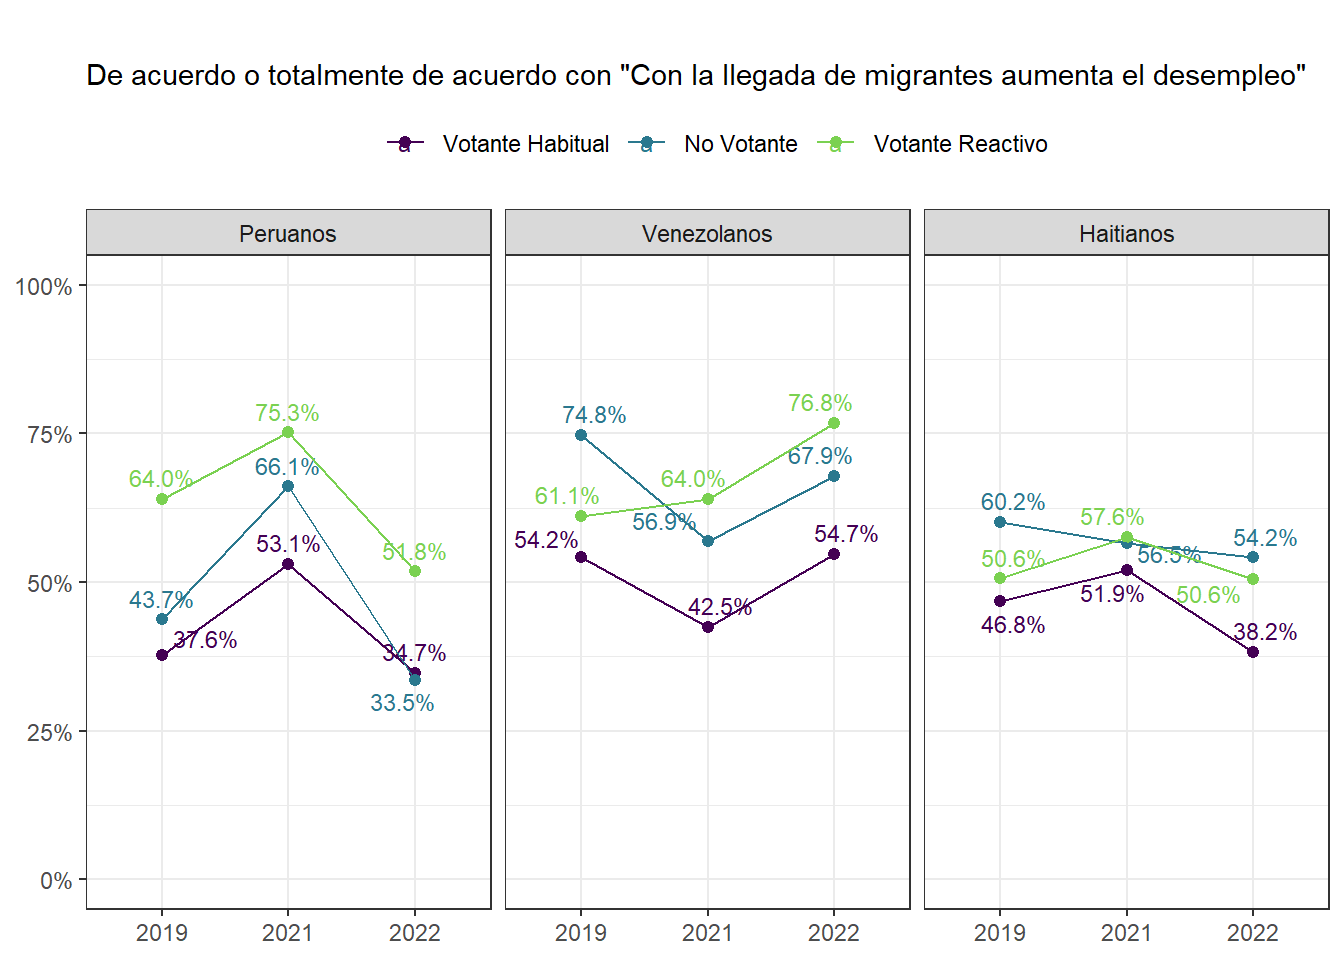 De acuerdo o totalmente de acuerdo con "Con la llegada de migrantes aumenta el desempleo"
a Votante Habitual a No Votante a Votante Reactivo
Peruanos Venezolanos Haitianos
100%
75%
50%
25%
0%
64.0% 75.3% 51.8%
43.7% 66.1% 33.5%
37.6% 53.1% 34.7%
74.8% 56.9% 67.9%
61.1% 64.0% 76.8%
54.2% 42.5% 54.7%
60.2% 56.5% 54.2%
50.6% 57.6% 50.6%
46.8% 51.9% 38.2%
2019 2021 2022 2019 2021 2022 2019 2021 2022